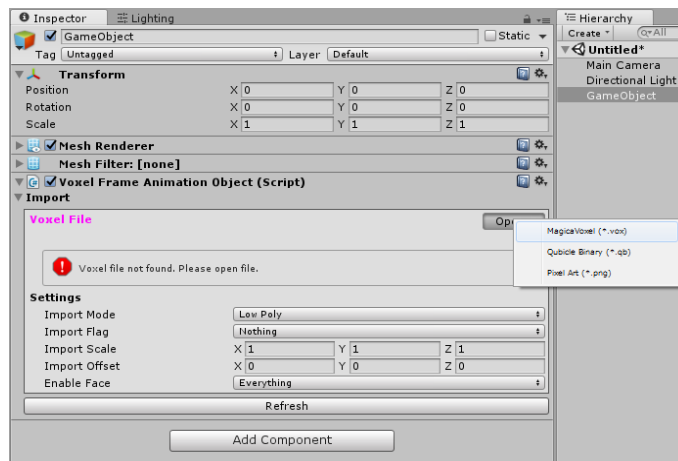 Inspector Lighting
GameObject Static
Tag Untagged Layer Default
Transform
Position X 0 Y 0 Z 0
Rotation X 0 Y 0 Z 0
Scale X 1 Y 1 Z 1
Mesh Renderer
Mesh Filter: [none]
Voxel Frame Animation Object (Script)
Import
Voxel File Op
Voxel file not found. Please open file.
Settings
Import Mode Low Poly
Import Flag Nothing
Import Scale X 1 Y 1 Z 1
Import Offset X 0 Y 0 Z 0
Enable Face Everything
Refresh
Add Component
MagicaVoxel (*.vox)
Qubicle Binary (*.qb)
Pixel Art (*.png)
Hierarchy
Create All
Untitled*
Main Camera
Directional Light
GameObject